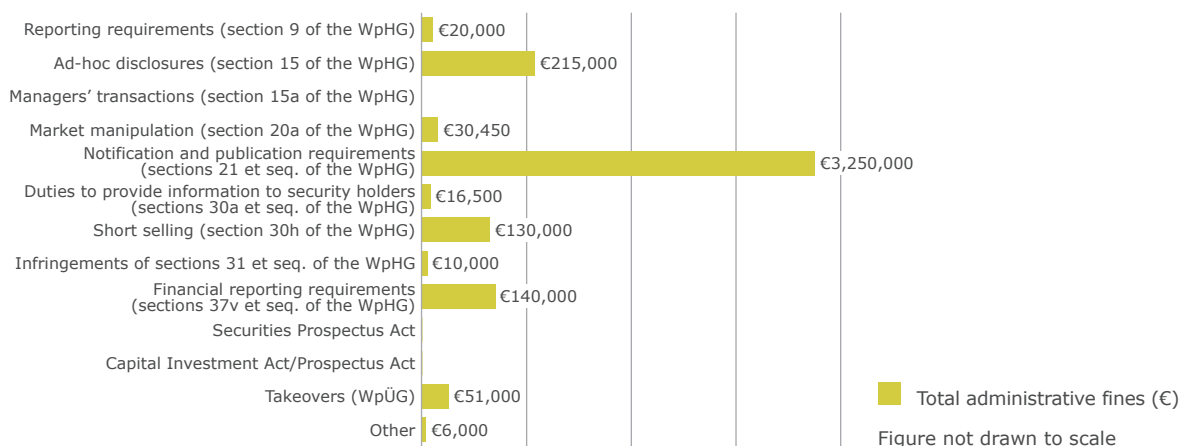 Reporting requirements (section 9 of the WpHG) €20,000
Ad-hoc disclosures (section 15 of the WpHG) €215,000
Managers’ transactions (section 15a of the WpHG)
Market manipulation (section 20a of the WpHG) €30,450
Notification and publication requirements
(sections 21 et seq. of the WpHG) €3,250,000
Duties to provide information to security holders
(sections 30a et seq. of the WpHG) €16,500
Short selling (section 30h of the WpHG) €130,000
Infringements of sections 31 et seq. of the WpHG €10,000
Financial reporting requirements
(sections 37v et seq. of the WpHG) €140,000
Securities Prospectus Act
Capital Investment Act/Prospectus Act
Takeovers (WpÜG) €51,000
Other €6,000
Total administrative fines (€)
Figure not drawn to scale